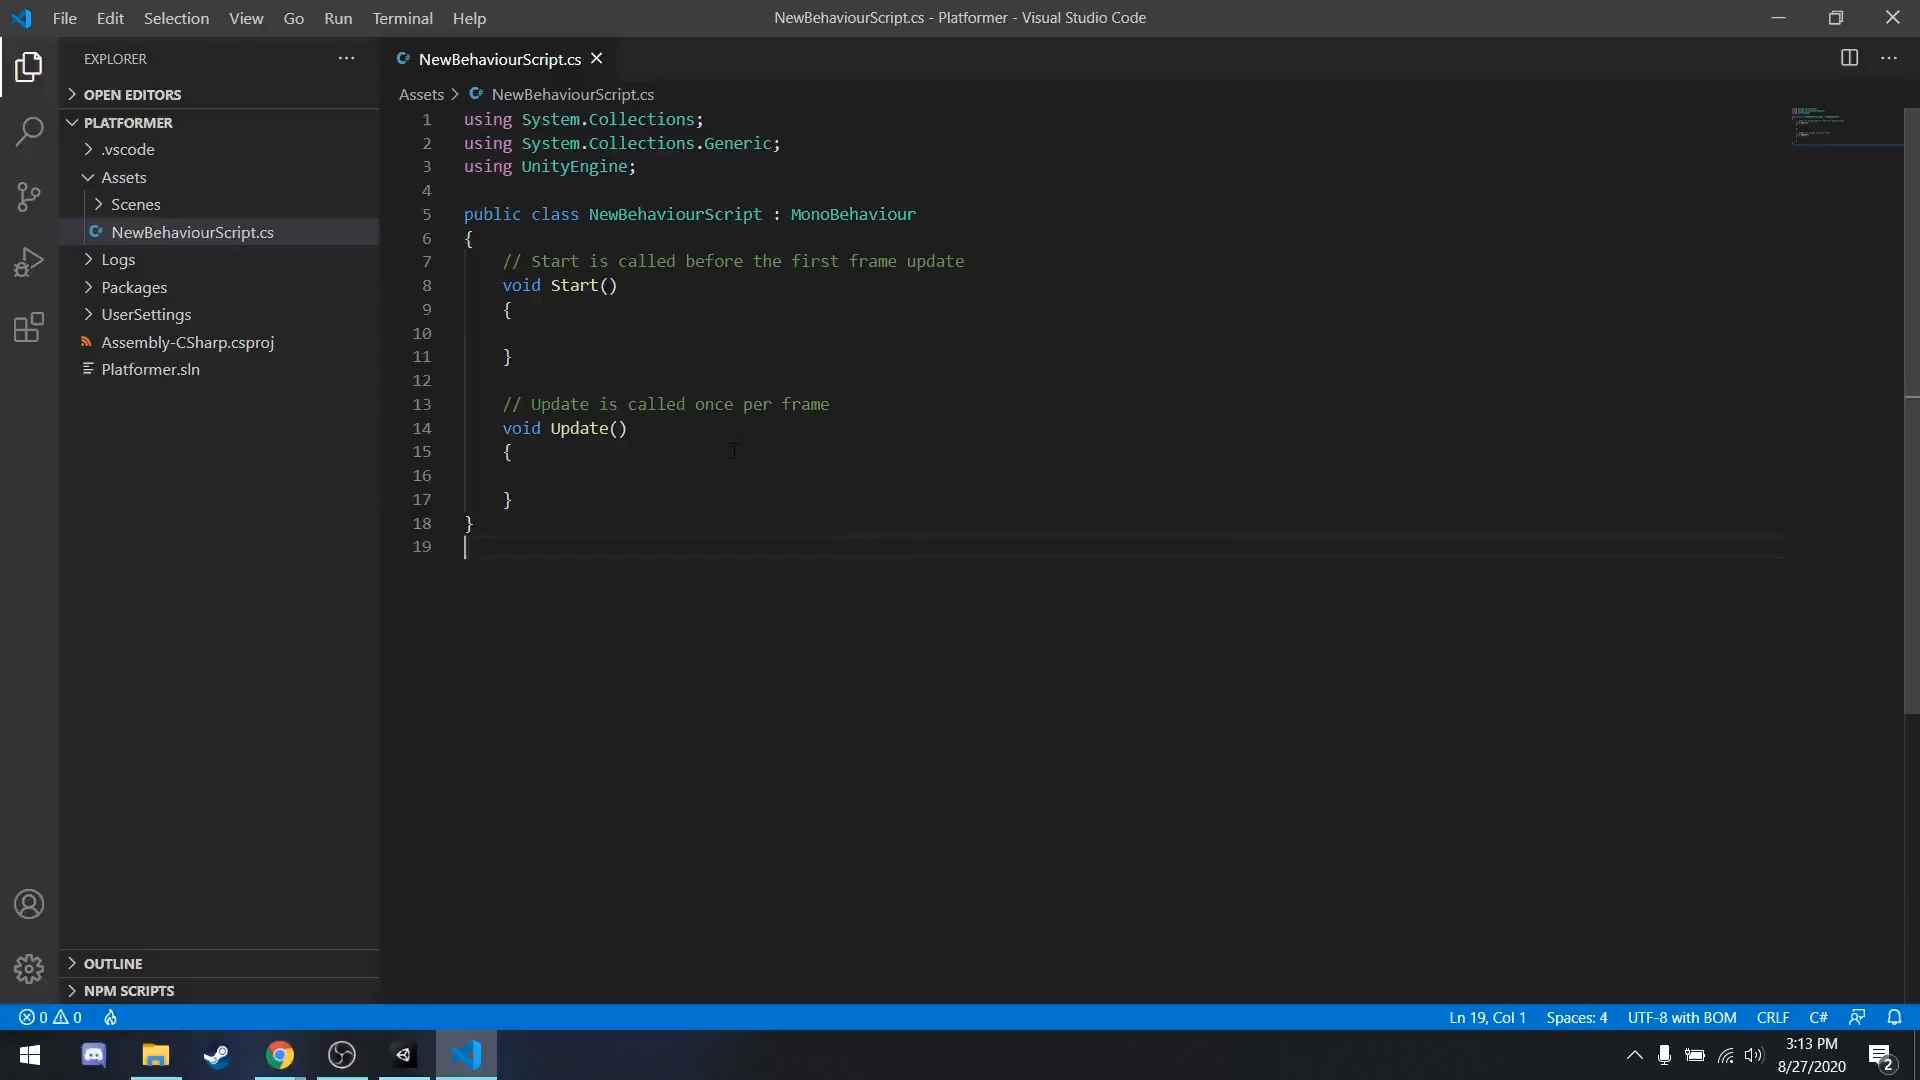 File Edit Selection View Go Run Terminal Help
NewBehaviourScript.cs - Platformer - Visual Studio Code
EXPLORER
OPEN EDITORS
PLATFORMER
.vscode
Assets
Scenes
NewBehaviourScript.cs
Logs
Packages
UserSettings
Assembly-CSharp.csproj
Platformer.sln
OUTLINE
NPM SCRIPTS
NewBehaviourScript.cs
Assets > NewBehaviourScript.cs
1 using System.Collections;
2 using System.Collections.Generic;
3 using UnityEngine;
4
5 public class NewBehaviourScript : MonoBehaviour
6 {
7 // Start is called before the first frame update
8 void Start()
9 {
10
11 }
12
13 // Update is called once per frame
14 void Update()
15 {
16
17 }
18 }
19
0 0
Ln 19, Col 1 Spaces: 4 UTF-8 with BOM CRLF C#
3:13 PM
8/27/2020
2